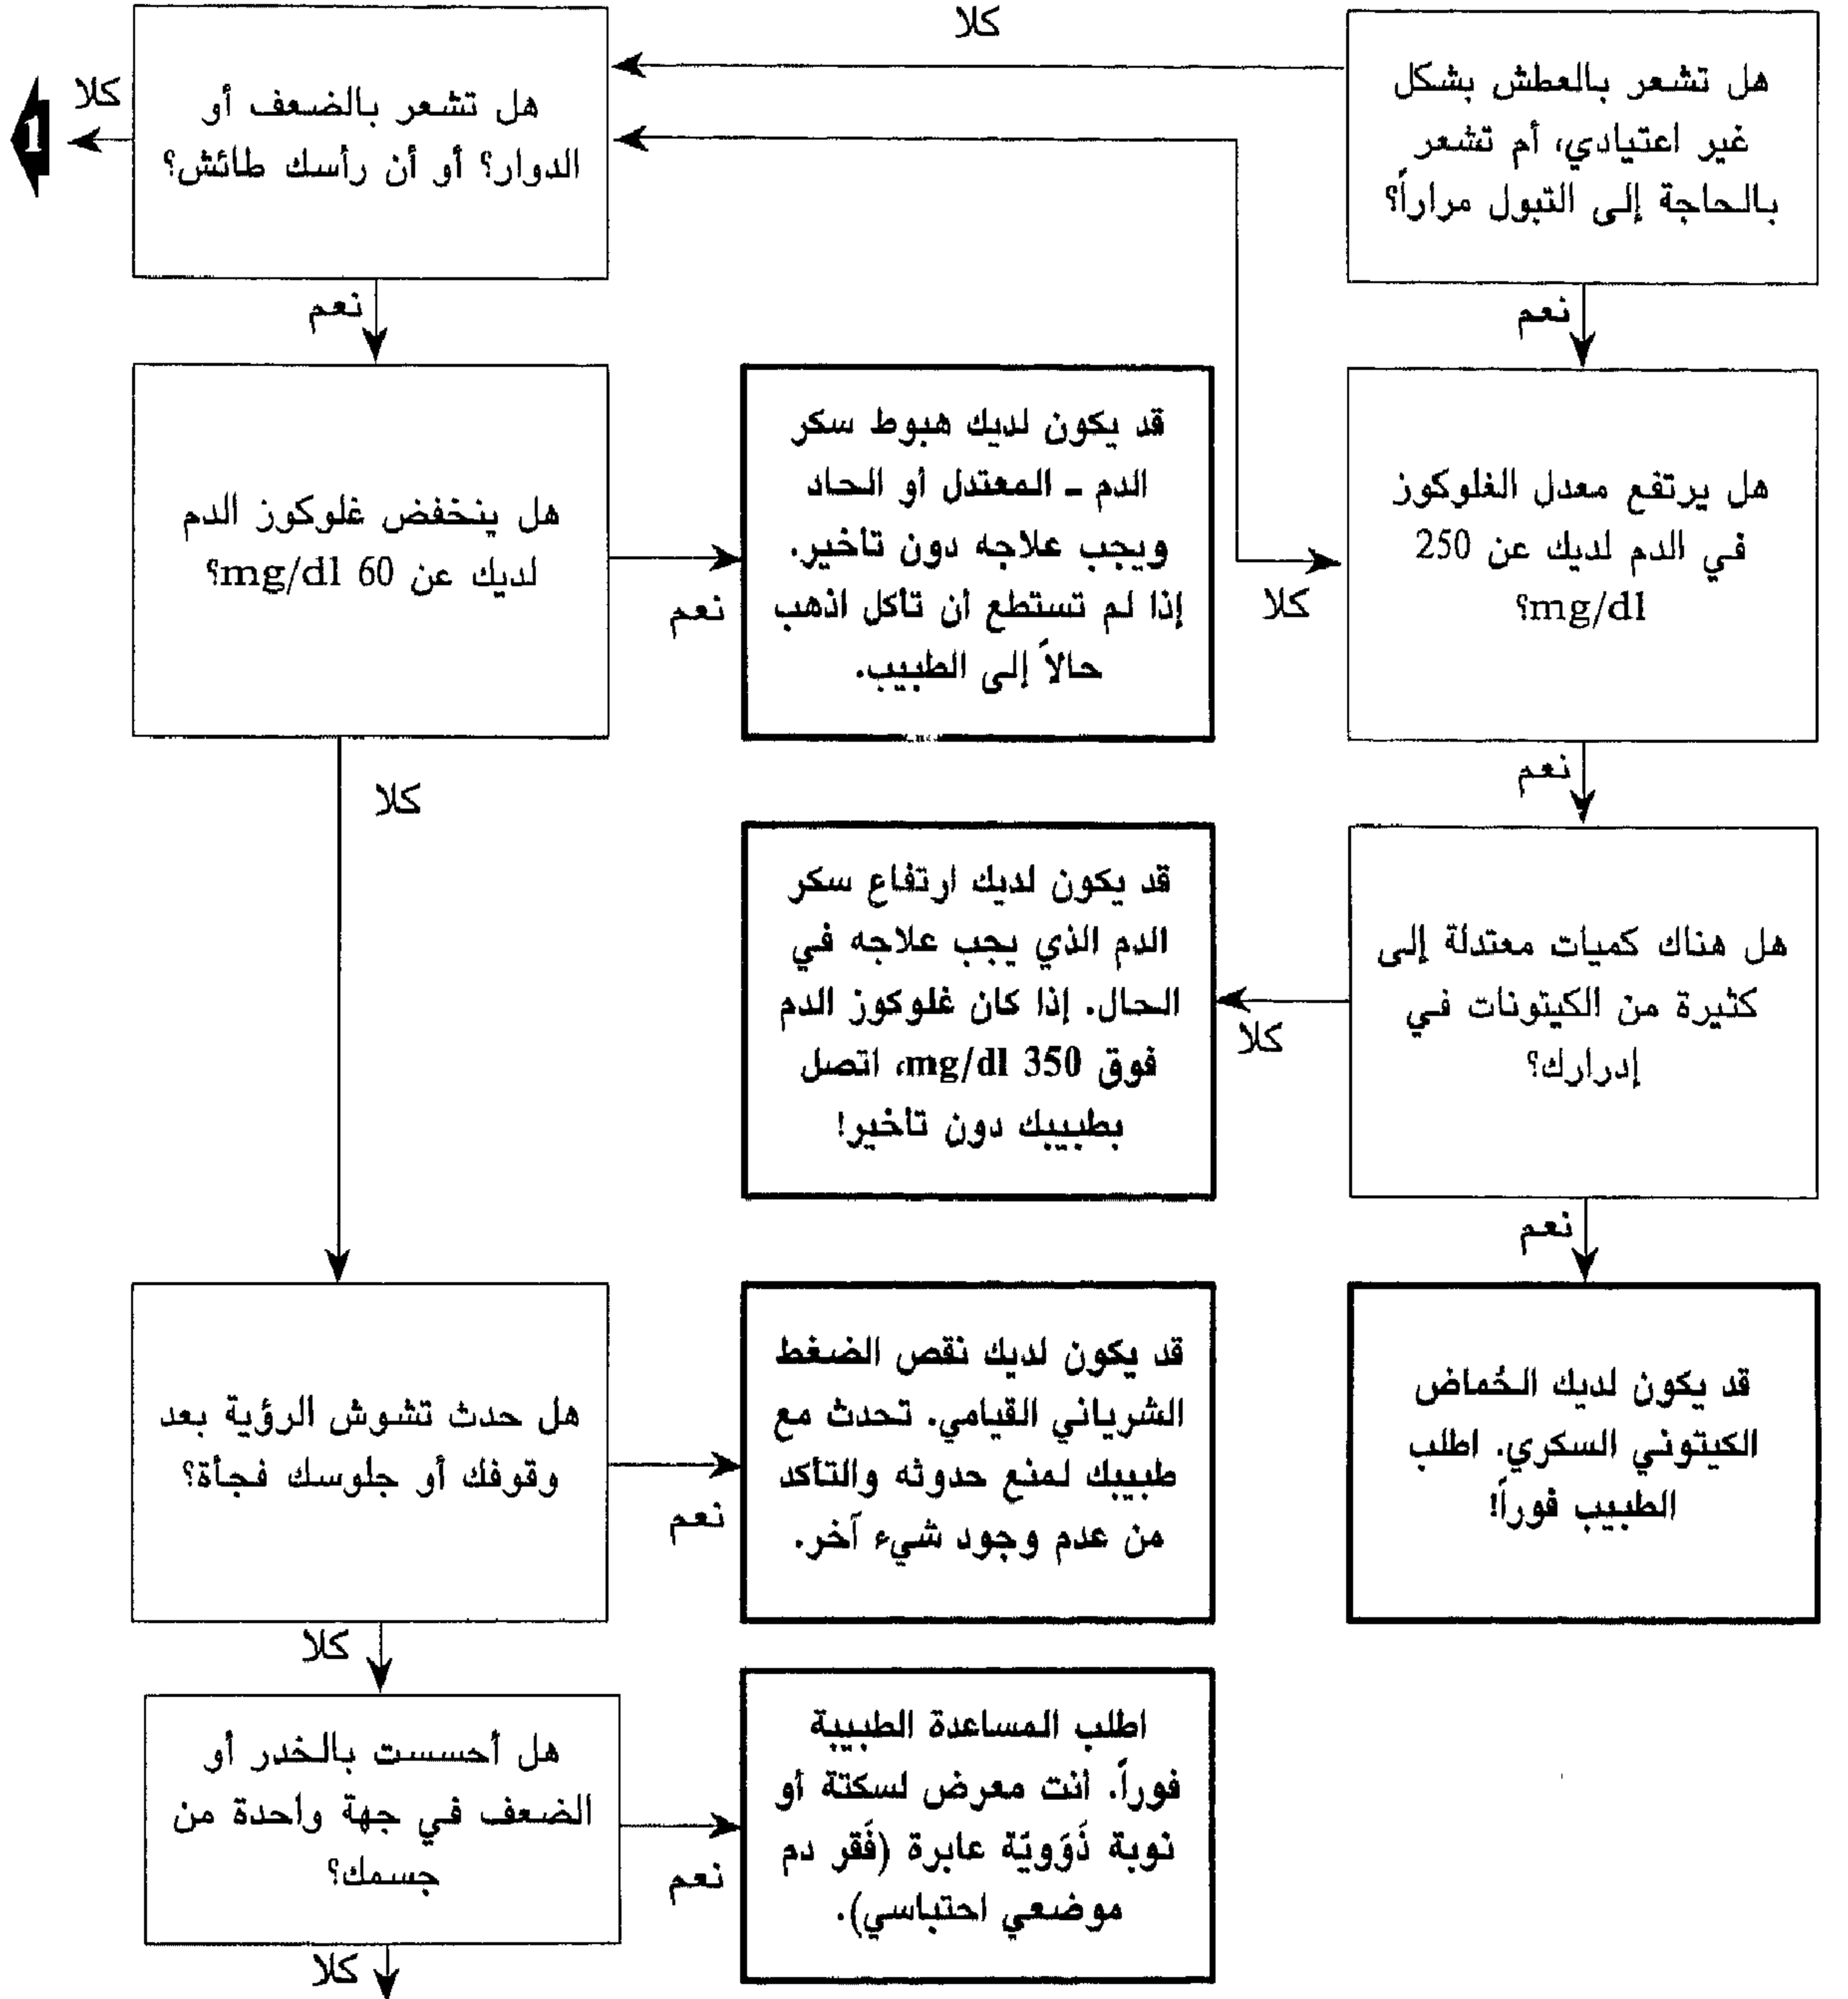 هل تشعر بالعطش بشكل
غير اعتيادي، أم تشعر
بالحاجة إلى التبول مراراً؟
كلا
نعم
هل تشعر بالضعف أو
الدوار؟ أو أن رأسك طائش؟
كلا
1
نعم
هل يرتفع معدل الغلوكوز
في الدم لديك عن 250
mg/dl؟
كلا
نعم
قد يكون لديك هبوط سكر
الدم ـ المعتدل أو الحاد
ويجب علاجه دون تأخير.
إذا لم تستطع أن تأكل اذهب
حالاً إلى الطبيب.
هل ينخفض غلوكوز الدم
لديك عن 60 mg/dl؟
نعم
كلا
هل هناك كميات معتدلة إلى
كثيرة من الكيتونات في
إدرارك؟
كلا
نعم
قد يكون لديك ارتفاع سكر
الدم الذي يجب علاجه في
الحال. إذا كان غلوكوز الدم
فوق 350 mg/dl، اتصل
بطبيبك دون تأخير!
قد يكون لديك الحُماض
الكيتوني السكري. اطلب
الطبيب فوراً!
قد يكون لديك نقص الضغط
الشرياني القيامي. تحدث مع
طبيبك لمنع حدوثه والتأكد
من عدم وجود شيء آخر.
هل حدث تشوش الرؤية بعد
وقوفك أو جلوسك فجأة؟
نعم
كلا
اطلب المساعدة الطبيبة
فوراً. أنت معرض لسكتة أو
نوبة ذَوَويّة عابرة (فَقر دم
موضعي احتباسي).
هل أحسست بالخدر أو
الضعف في جهة واحدة من
جسمك؟
نعم
كلا